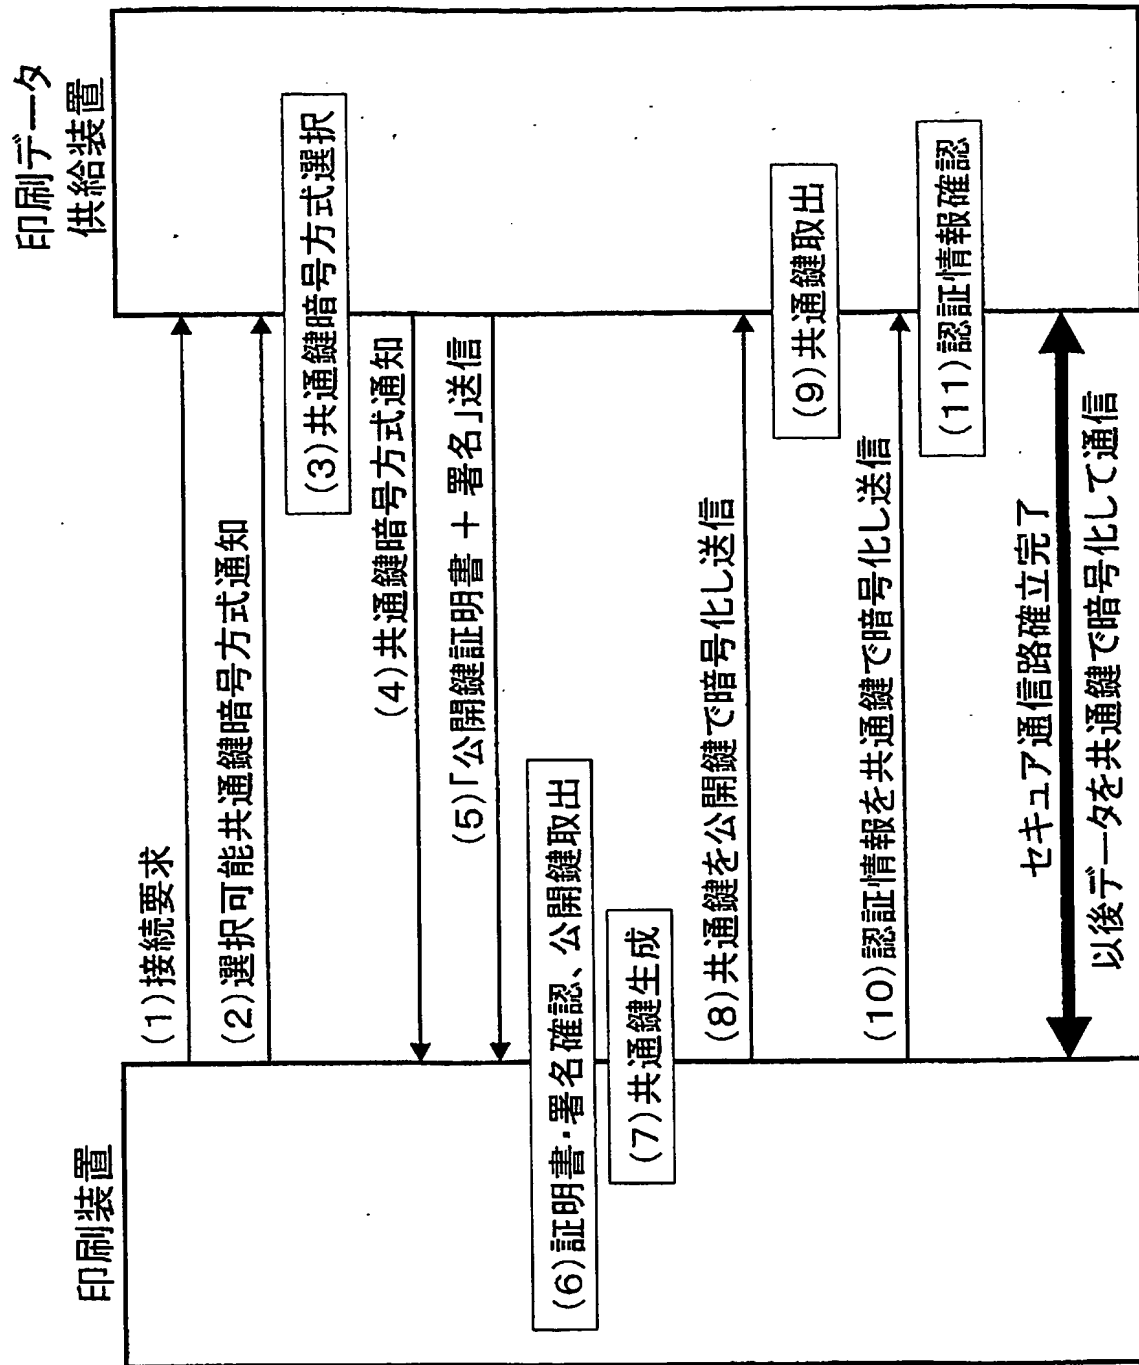 印刷装置
印刷データ
供給装置
(1)接続要求
(2)選択可能共通鍵暗号方式通知
(3)共通鍵暗号方式選択
(4)共通鍵暗号方式通知
(5)「公開鍵証明書 + 署名」送信
(6)証明書・署名確認、公開鍵取出
(7)共通鍵生成
(8)共通鍵を公開鍵で暗号化し送信
(9)共通鍵取出
(10)認証情報を共通鍵で暗号化し送信
(11)認証情報確認
セキュア通信路確立完了
以後データを共通鍵で暗号化して通信